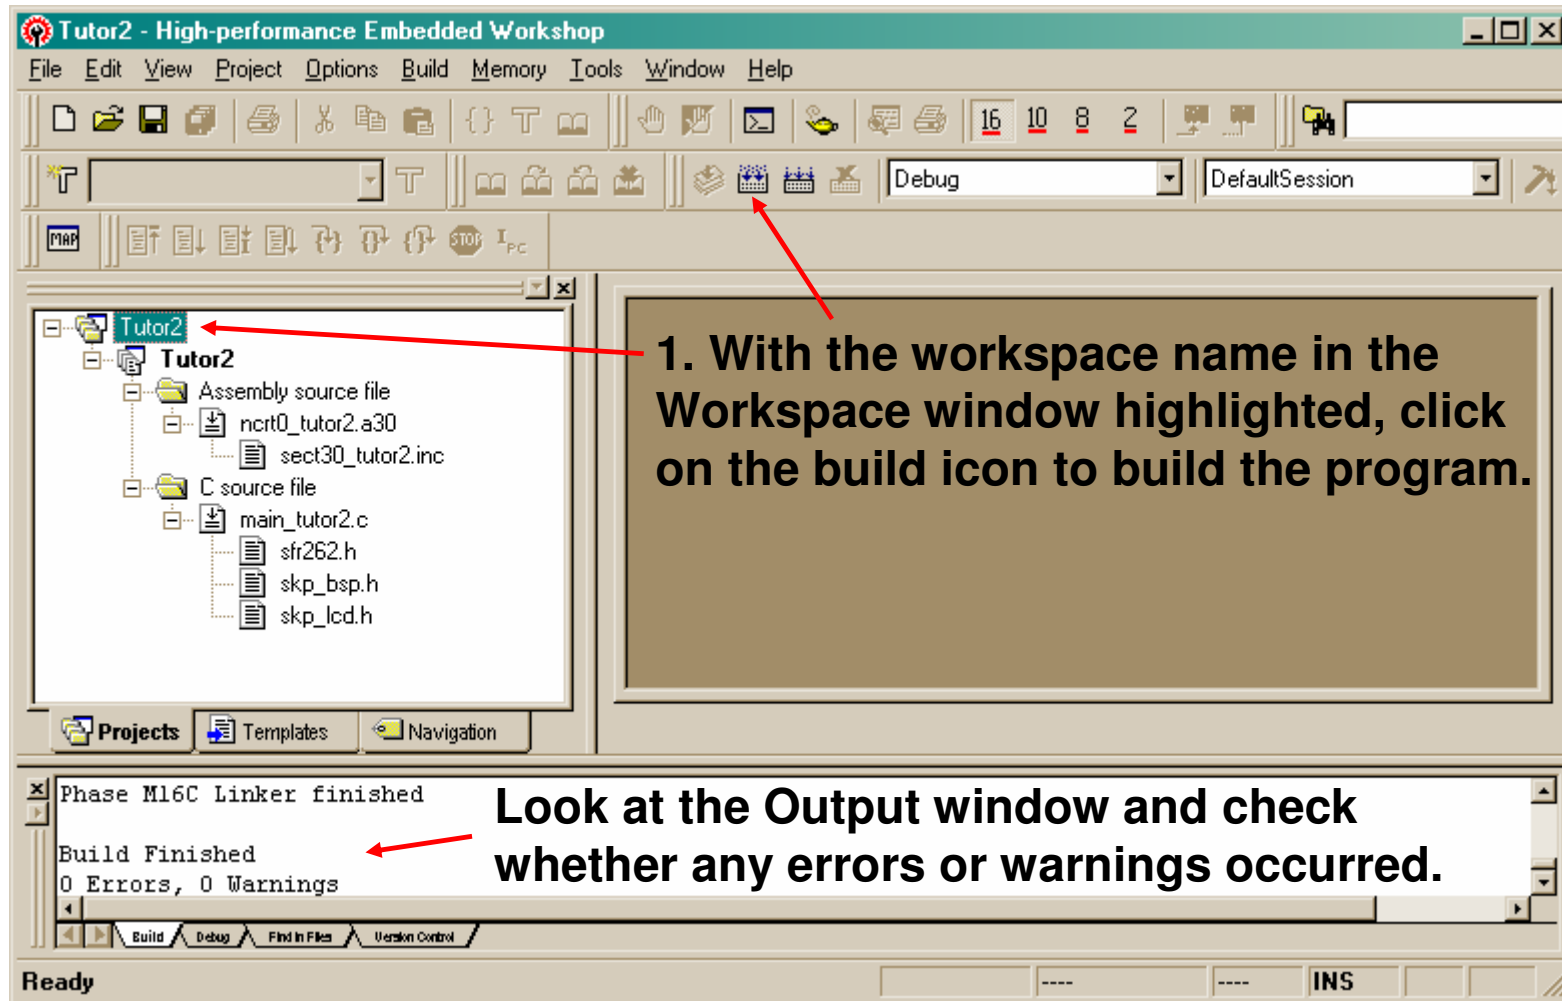 Tutor2 - High-performance Embedded Workshop
File Edit View Project Options Build Memory Tools Window Help
16 10 8 2
Debug DefaultSession
MAP STOP IPC
Tutor2
Tutor2
Assembly source file
ncrt0_tutor2.a30
sect30_tutor2.inc
C source file
main_tutor2.c
sfr262.h
skp_bsp.h
skp_lcd.h
Projects Templates Navigation
1. With the workspace name in the
Workspace window highlighted, click
on the build icon to build the program.
Phase M16C Linker finished
Build Finished
0 Errors, 0 Warnings
Look at the Output window and check
whether any errors or warnings occurred.
Build Debug Find in Files Version Control
Ready ---- ---- INS